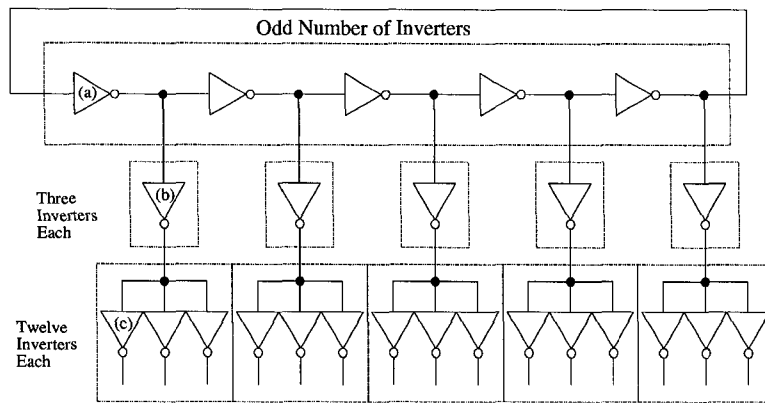 Odd Number of Inverters
(a)
(b)
Three
Inverters
Each
(c)
Twelve
Inverters
Each